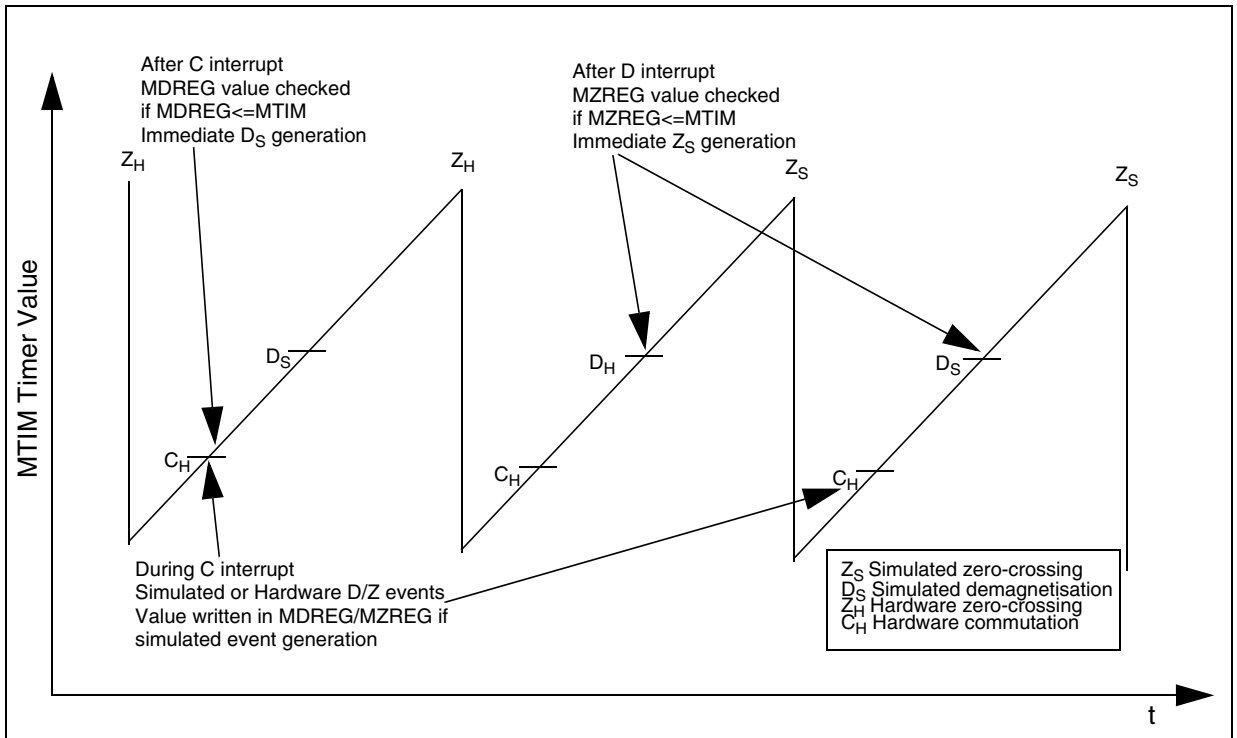 After C interrupt
MDREG value checked
if MDREG<=MTIM
Immediate DS generation
After D interrupt
MZREG value checked
if MZREG<=MTIM
Immediate ZS generation
ZH
ZH
ZS
ZS
MTIM Timer Value
DS
DH
DS
CH
CH
CH
During C interrupt
Simulated or Hardware D/Z events
Value written in MDREG/MZREG if
simulated event generation
ZS Simulated zero-crossing
DS Simulated demagnetisation
ZH Hardware zero-crossing
CH Hardware commutation
t